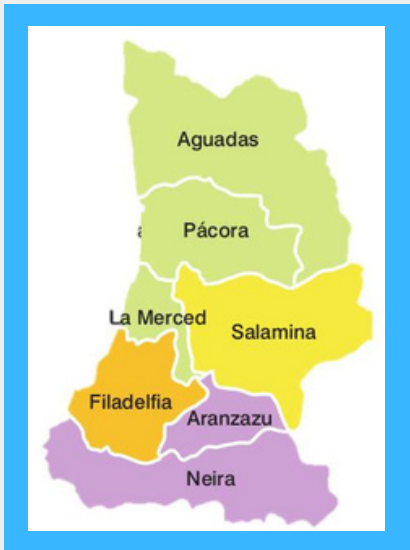 Aguadas
Pácora
La Merced
Salamina
Filadelfia
Aranzazu
Neira